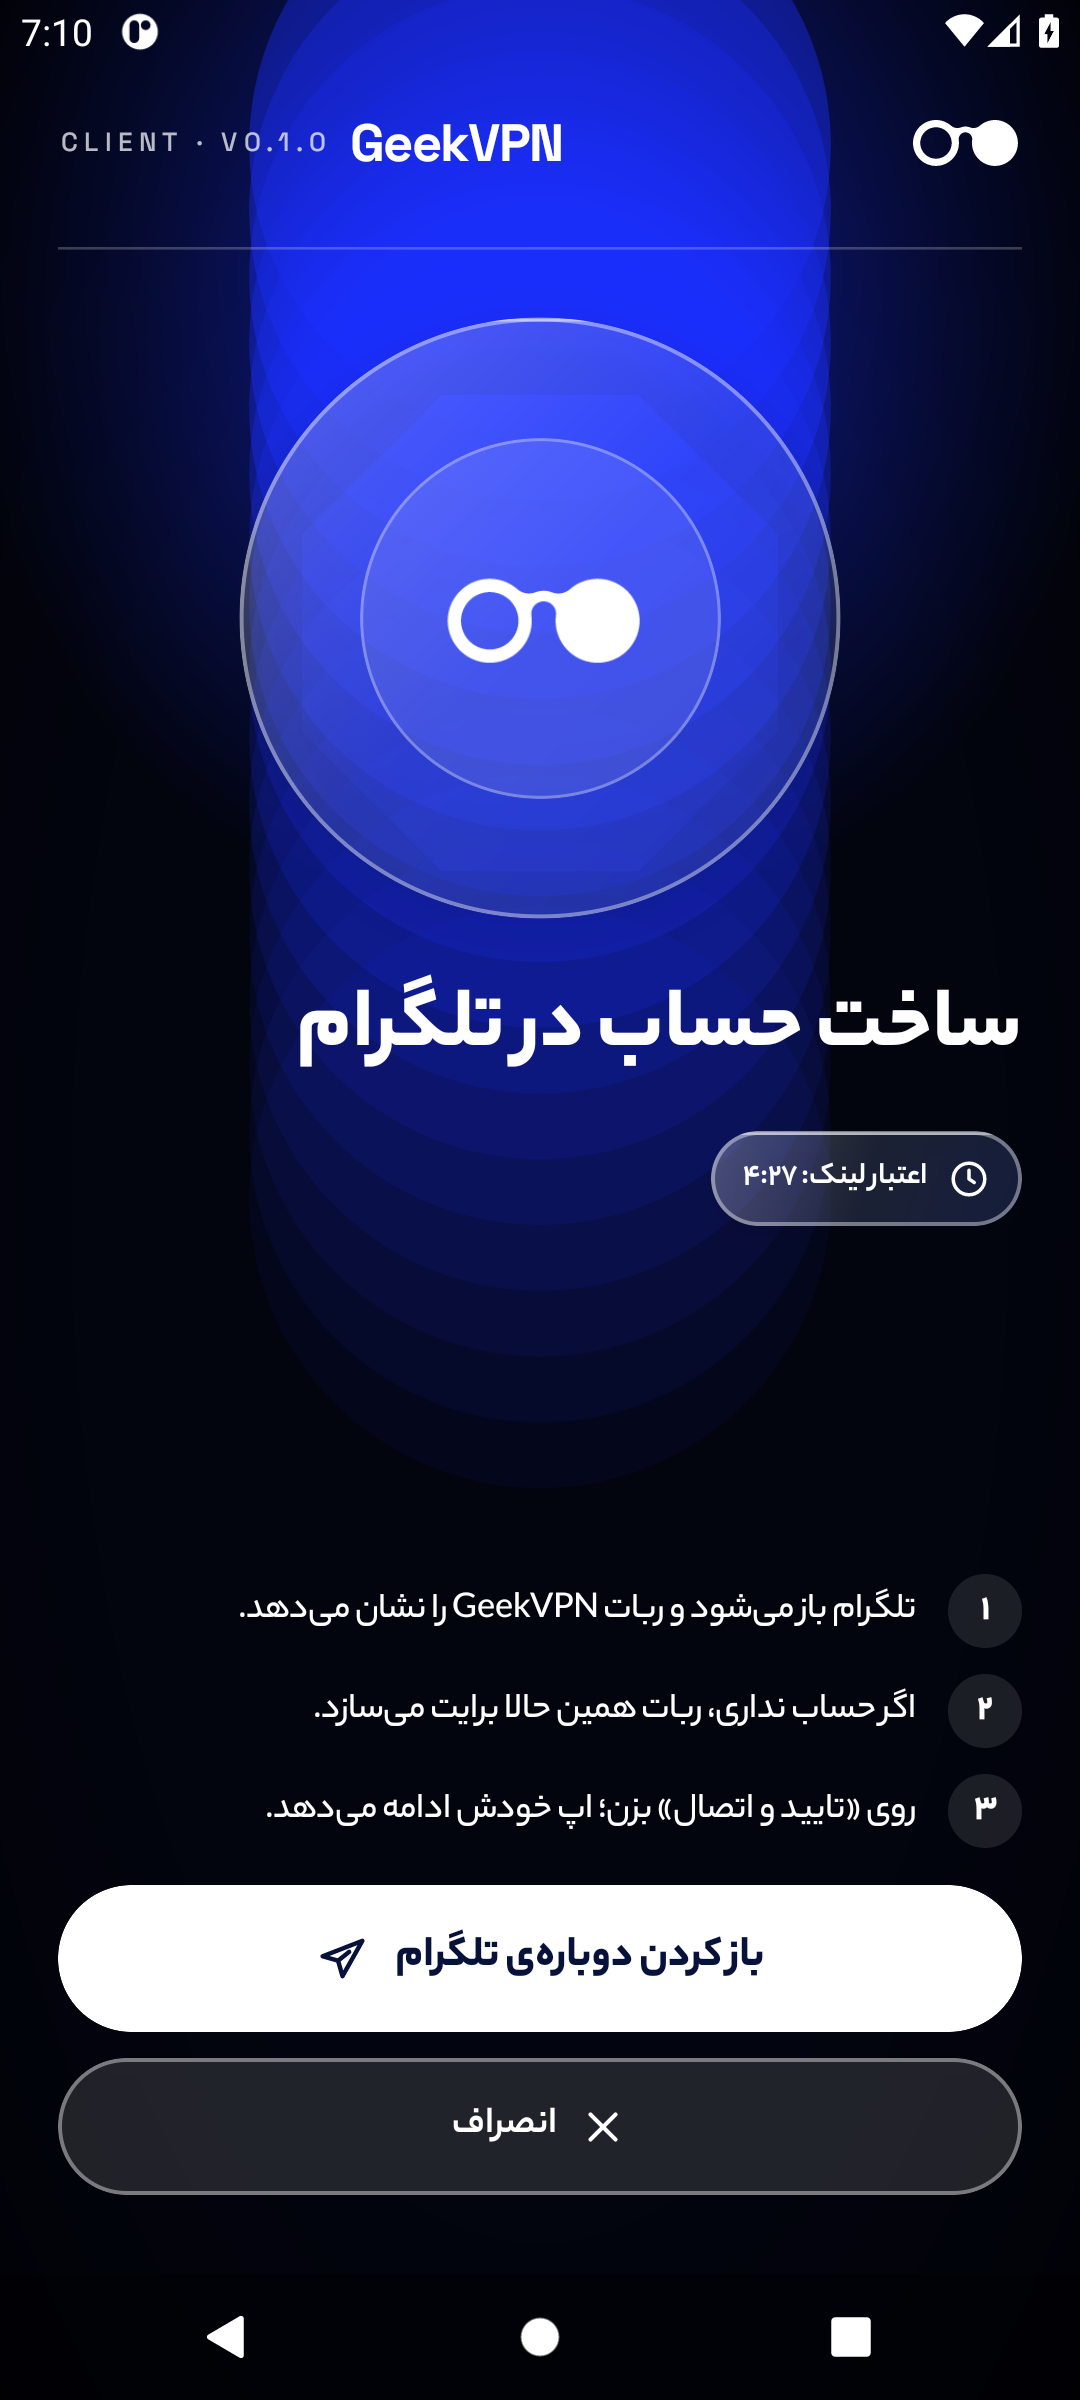 7:10
CLIENT · V0.1.0 GeekVPN
ساخت حساب در تلگرام
اعتبار لینک: ۴:۲۷
۱ تلگرام باز می‌شود و ربات GeekVPN را نشان می‌دهد.
۲ اگر حساب نداری، ربات همین حالا برایت می‌سازد.
۳ روی «تایید و اتصال» بزن؛ اپ خودش ادامه می‌دهد.
باز کردن دوباره‌ی تلگرام
انصراف